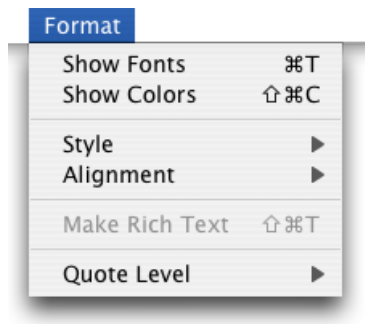 Format
Show Fonts ⌘T
Show Colors ⇧⌘C
Style ▶
Alignment ▶
Make Rich Text ⇧⌘T
Quote Level ▶